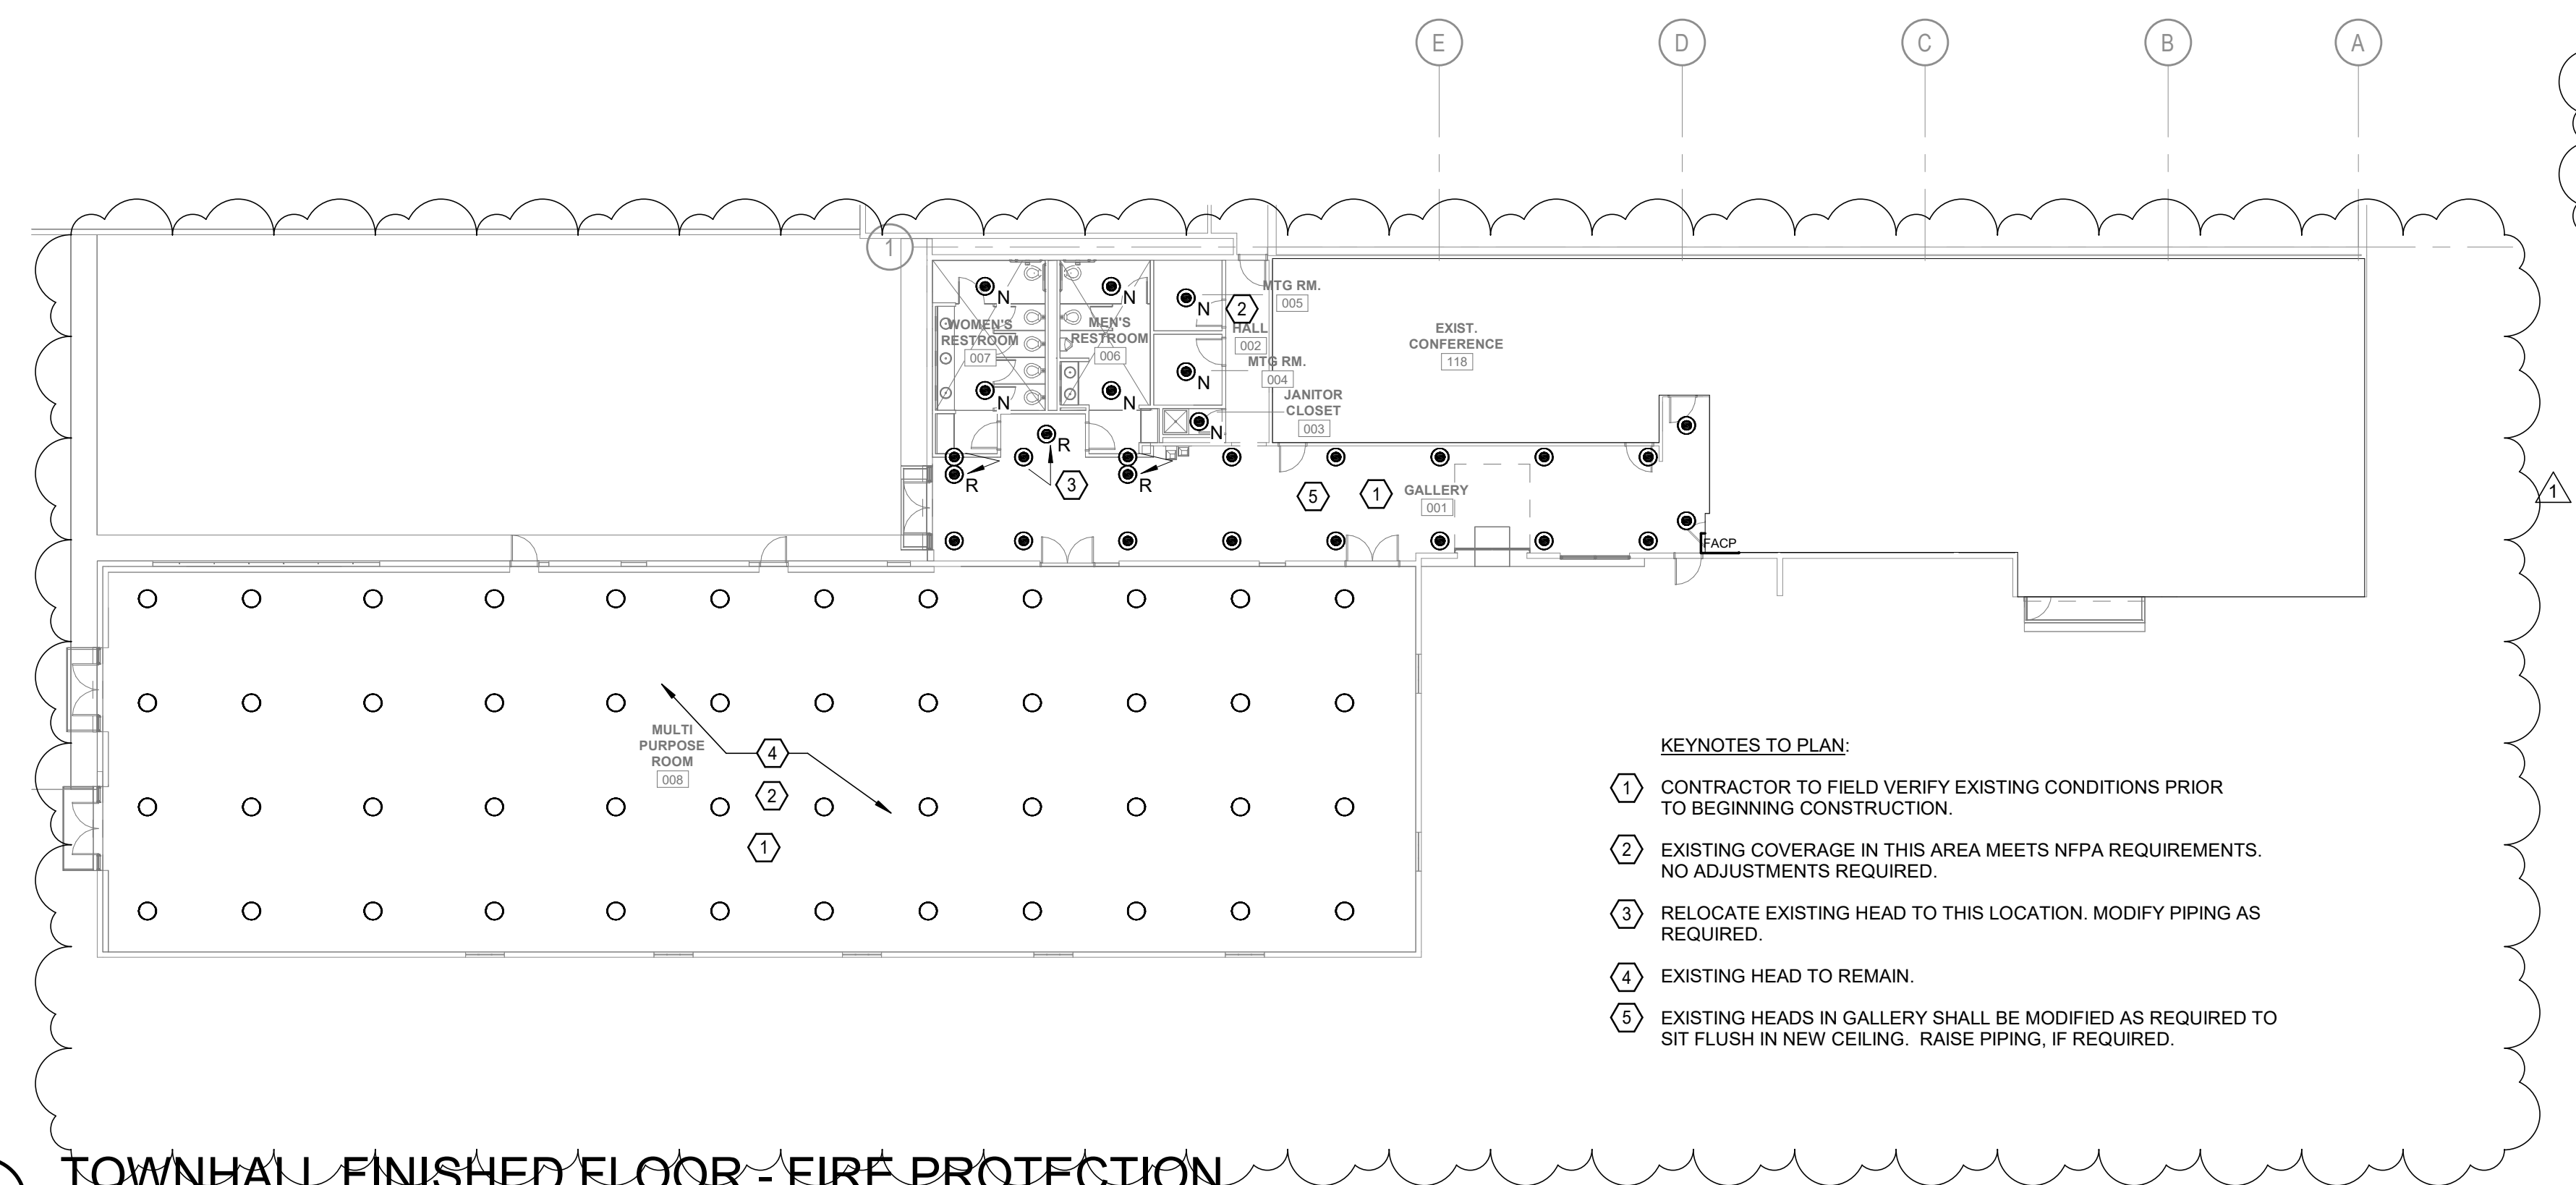 E D C B A
1
N N N
2
MTG RM.
005
WOMEN'S
RESTROOM
007
MEN'S
RESTROOM
006
HALL
002
EXIST.
CONFERENCE
118
MTG RM.
004
N N N
JANITOR
CLOSET
003
N
R
R R
3
5
1
GALLERY
001
1
FACP
MULTI
PURPOSE
ROOM
008
4
2
1
KEYNOTES TO PLAN:
1 CONTRACTOR TO FIELD VERIFY EXISTING CONDITIONS PRIOR
TO BEGINNING CONSTRUCTION.
2 EXISTING COVERAGE IN THIS AREA MEETS NFPA REQUIREMENTS.
NO ADJUSTMENTS REQUIRED.
3 RELOCATE EXISTING HEAD TO THIS LOCATION. MODIFY PIPING AS
REQUIRED.
4 EXISTING HEAD TO REMAIN.
5 EXISTING HEADS IN GALLERY SHALL BE MODIFIED AS REQUIRED TO
SIT FLUSH IN NEW CEILING. RAISE PIPING, IF REQUIRED.
TOWNHALL FINISHED FLOOR - FIRE PROTECTION